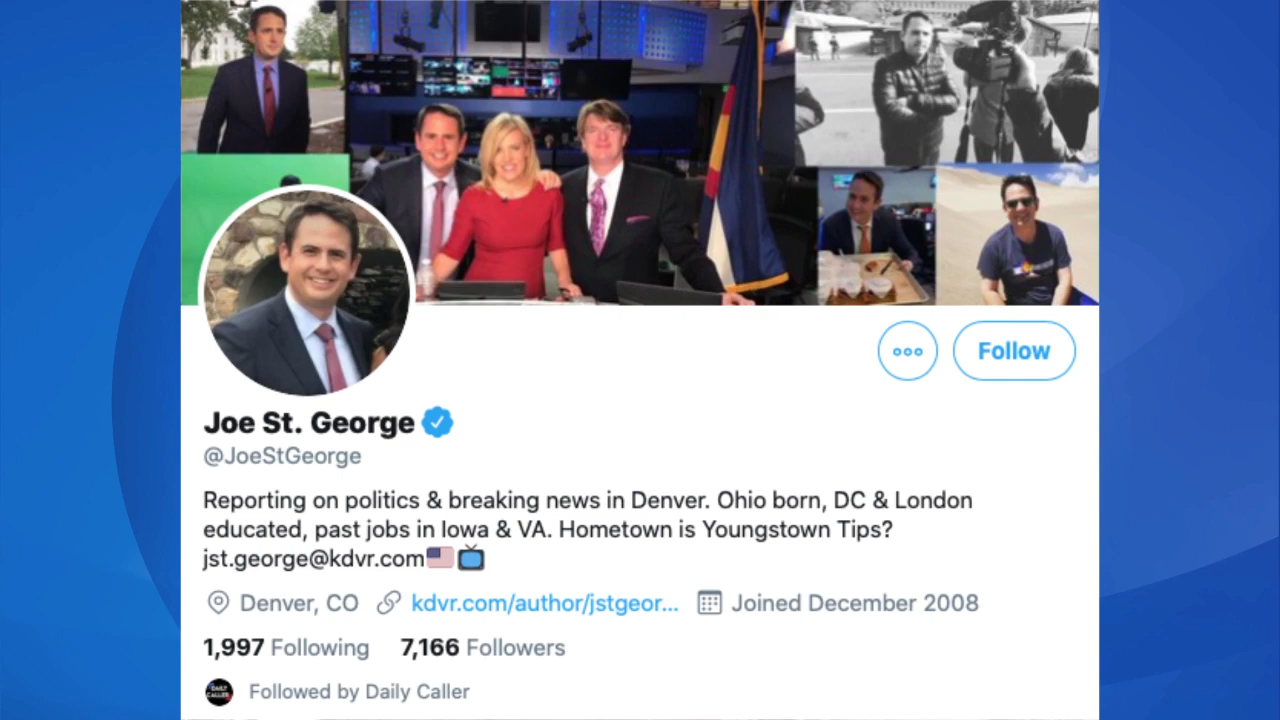 Follow
Joe St. George
@JoeStGeorge
Reporting on politics & breaking news in Denver. Ohio born, DC & London
educated, past jobs in Iowa & VA. Hometown is Youngstown Tips?
jst.george@kdvr.com
Denver, CO kdvr.com/author/jstgeor... Joined December 2008
1,997 Following 7,166 Followers
DAILY
CALLER
Followed by Daily Caller